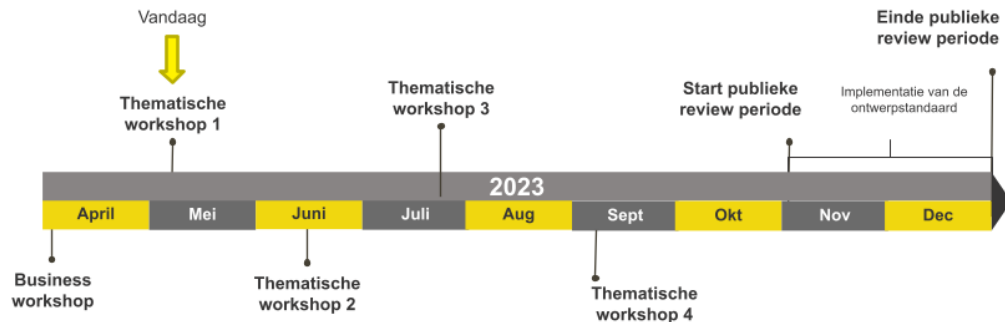 Vandaag
Einde publieke
review periode
Thematische
workshop 1
Thematische
workshop 3
Start publieke
review periode
Implementatie van de
ontwerpstandaard
2023
April
Mei
Juni
Juli
Aug
Sept
Okt
Nov
Dec
Business
workshop
Thematische
workshop 2
Thematische
workshop 4